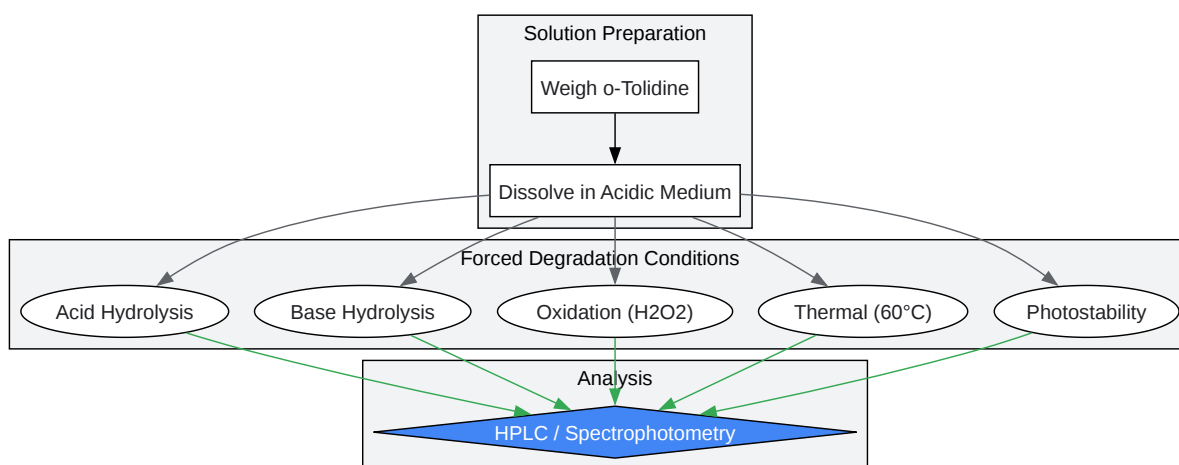 Solution Preparation
Weigh o-Tolidine
Dissolve in Acidic Medium
Forced Degradation Conditions
Acid Hydrolysis
Base Hydrolysis
Oxidation (H2O2)
Thermal (60°C)
Photostability
Analysis
HPLC / Spectrophotometry